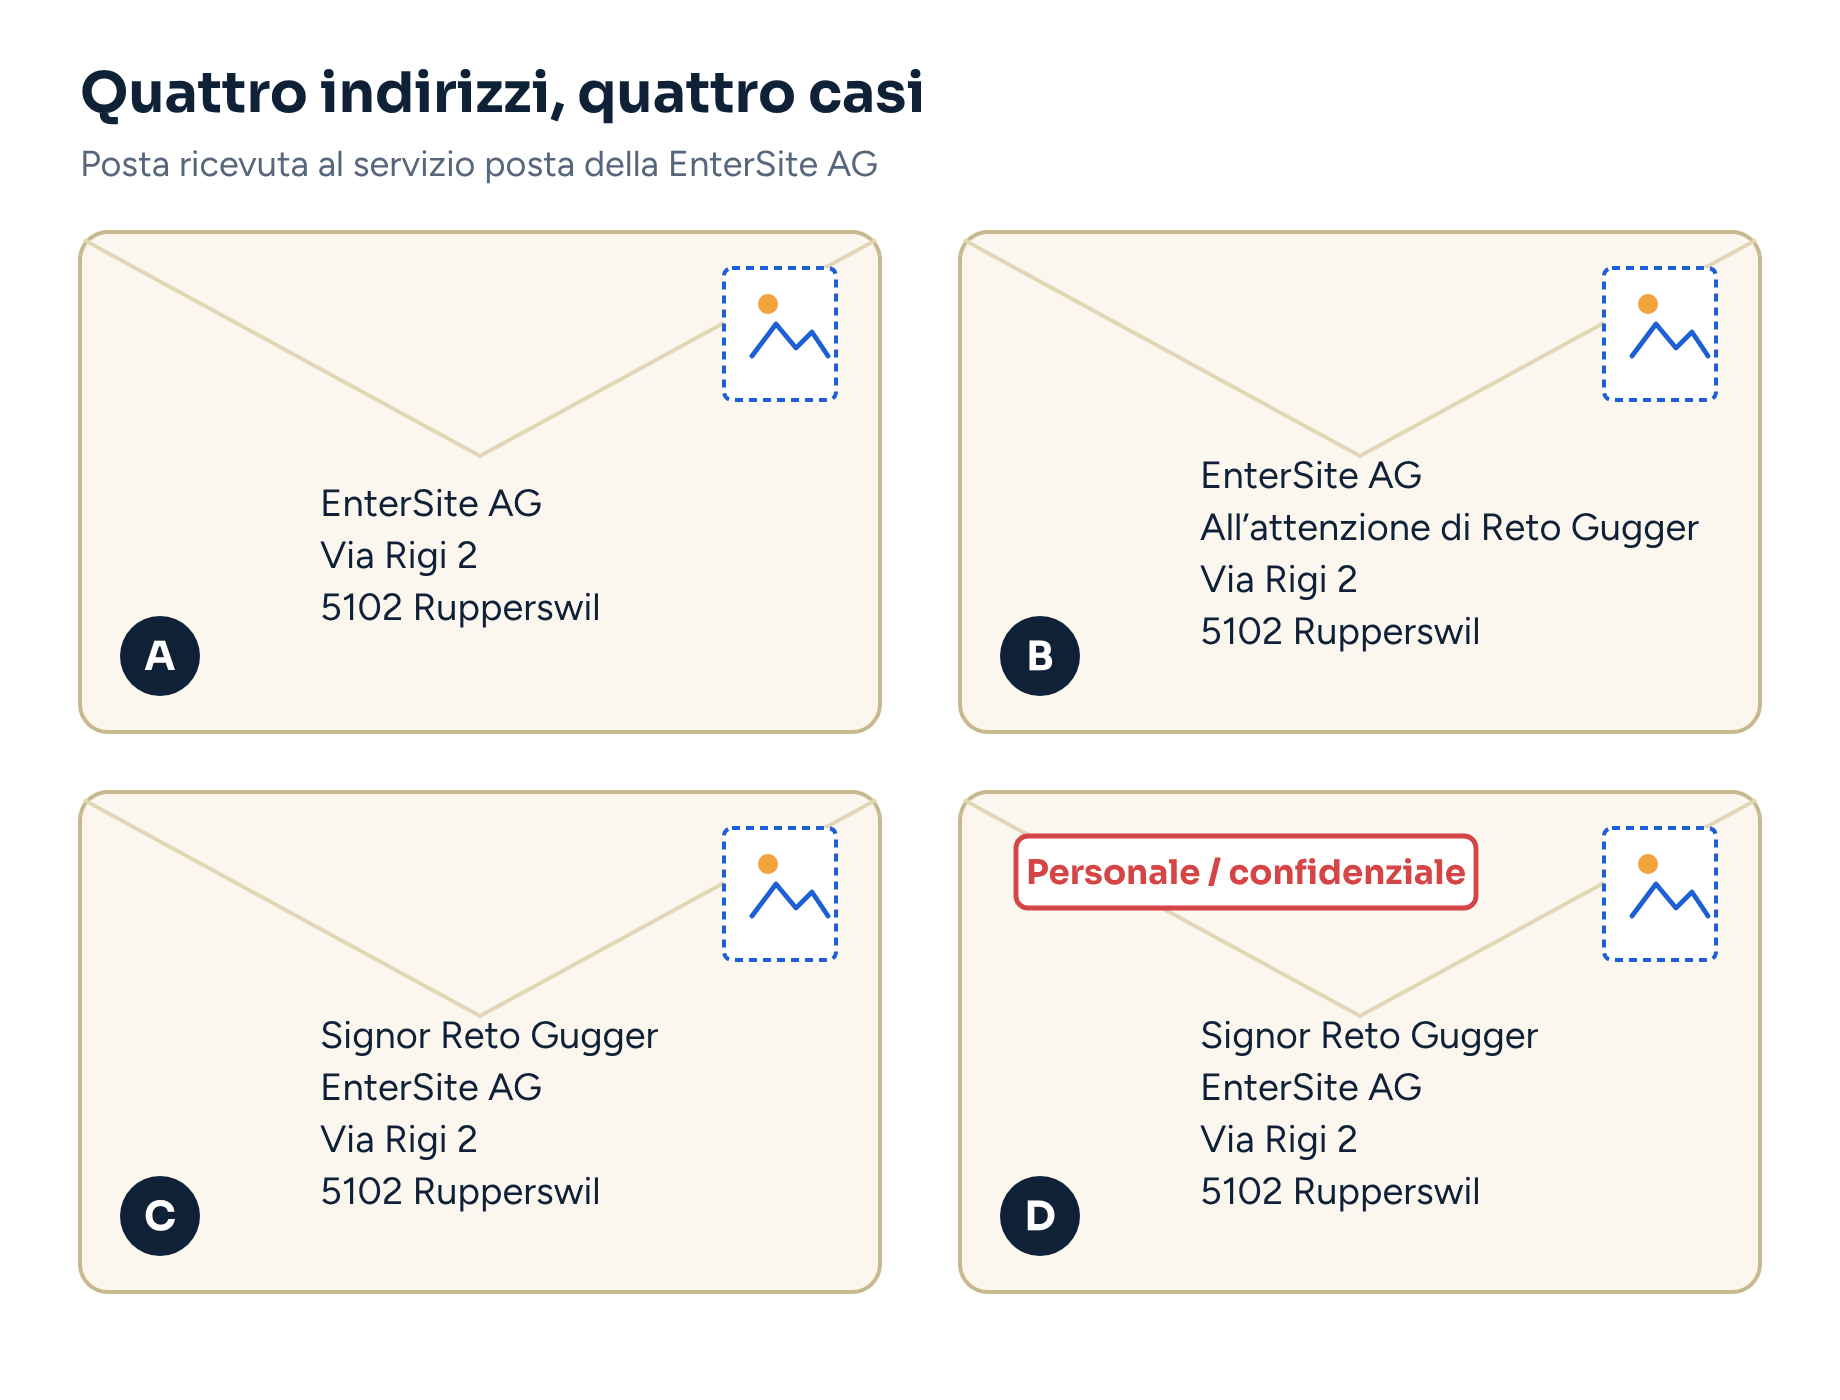 Quattro indirizzi, quattro casi
Posta ricevuta al servizio posta della EnterSite AG
EnterSite AG
Via Rigi 2
5102 Rupperswil
A
EnterSite AG
All’attenzione di Reto Gugger
Via Rigi 2
5102 Rupperswil
B
Signor Reto Gugger
EnterSite AG
Via Rigi 2
5102 Rupperswil
C
Personale / confidenziale
Signor Reto Gugger
EnterSite AG
Via Rigi 2
5102 Rupperswil
D